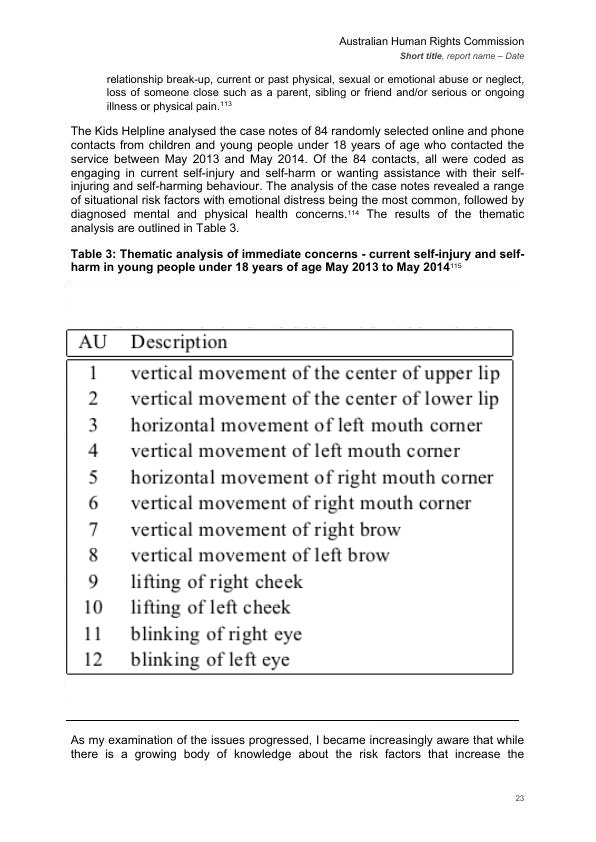 Australian Human Rights Commission
Short title, report name – Date
relationship break-up, current or past physical, sexual or emotional abuse or neglect,
loss of someone close such as a parent, sibling or friend and/or serious or ongoing
illness or physical pain.113
The Kids Helpline analysed the case notes of 84 randomly selected online and phone
contacts from children and young people under 18 years of age who contacted the
service between May 2013 and May 2014. Of the 84 contacts, all were coded as
engaging in current self-injury and self-harm or wanting assistance with their self-
injuring and self-harming behaviour. The analysis of the case notes revealed a range
of situational risk factors with emotional distress being the most common, followed by
diagnosed mental and physical health concerns.114 The results of the thematic
analysis are outlined in Table 3.
Table 3: Thematic analysis of immediate concerns - current self-injury and self-
harm in young people under 18 years of age May 2013 to May 2014115
AU Description
1 vertical movement of the center of upper lip
2 vertical movement of the center of lower lip
3 horizontal movement of left mouth corner
4 vertical movement of left mouth corner
5 horizontal movement of right mouth corner
6 vertical movement of right mouth corner
7 vertical movement of right brow
8 vertical movement of left brow
9 lifting of right cheek
10 lifting of left cheek
11 blinking of right eye
12 blinking of left eye
As my examination of the issues progressed, I became increasingly aware that while
there is a growing body of knowledge about the risk factors that increase the
23